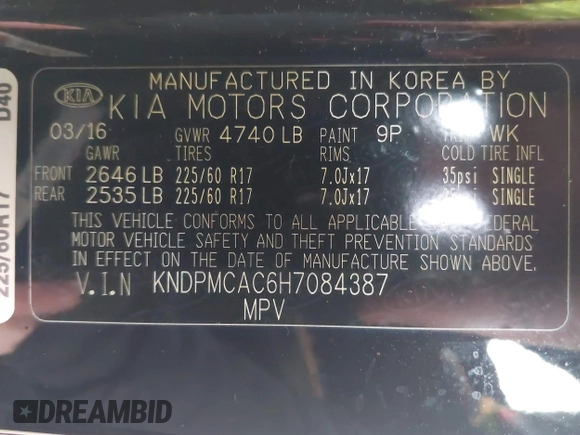 MANUFACTURED IN KOREA BY
KIA KIA MOTORS CORPORATION
03/16 GVWR 4740 LB PAINT 9P WK
GAWR TIRES RIMS COLD TIRE INFL
FRONT 2646 LB 225/60 R17 7.0Jx17 35psi SINGLE
REAR 2535 LB 225/60 R17 7.0Jx17 SINGLE
THIS VEHICLE CONFORMS TO ALL APPLICABLE FEDERAL
MOTOR VEHICLE SAFETY AND THEFT PREVENTION
STANDARDS IN EFFECT ON
THE DATE OF MANUFACTURE SHOWN ABOVE.
V.I.N KNDPMCAC6H7084387
MPV
225/60R17 D40
DREAMBID